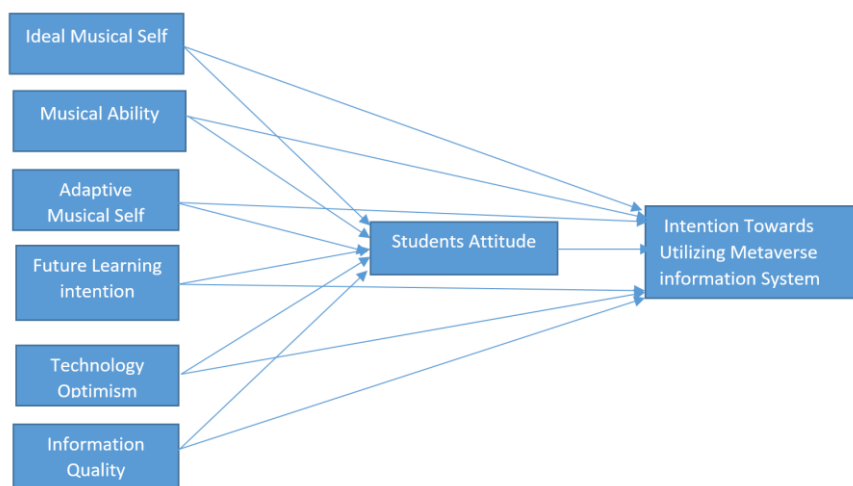 Ideal Musical Self
Musical Ability
Adaptive
Musical Self
Future Learning
intention
Technology
Optimism
Information
Quality
Students Attitude
Intention Towards
Utilizing Metaverse
information System